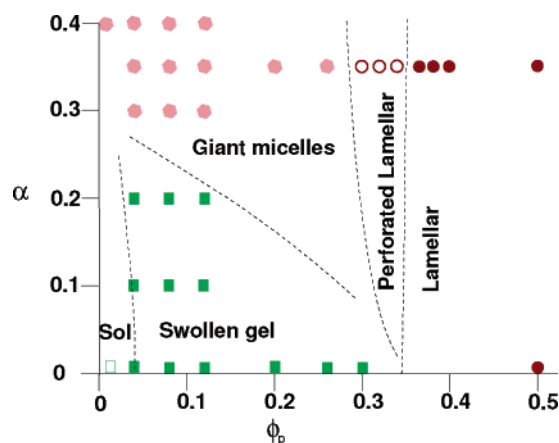 0.4
0.3
Giant micelles
α
0.2
Perforated Lamellar
Lamellar
0.1
Sol
Swollen gel
0
0
0.1
0.2
0.3
0.4
0.5
ϕp